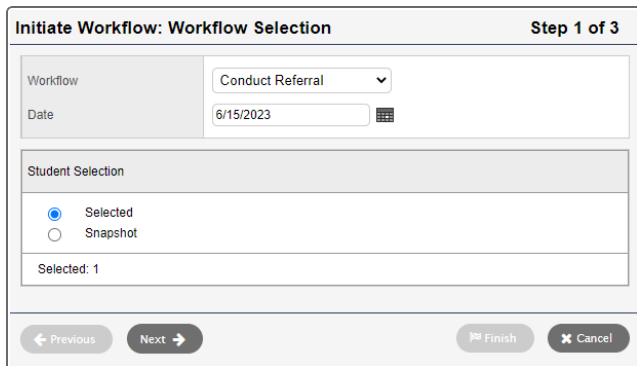 Initiate Workflow: Workflow Selection Step 1 of 3
Workflow Conduct Referral
Date 6/15/2023
Student Selection
Selected
Snapshot
Selected: 1
Previous Next Finish Cancel